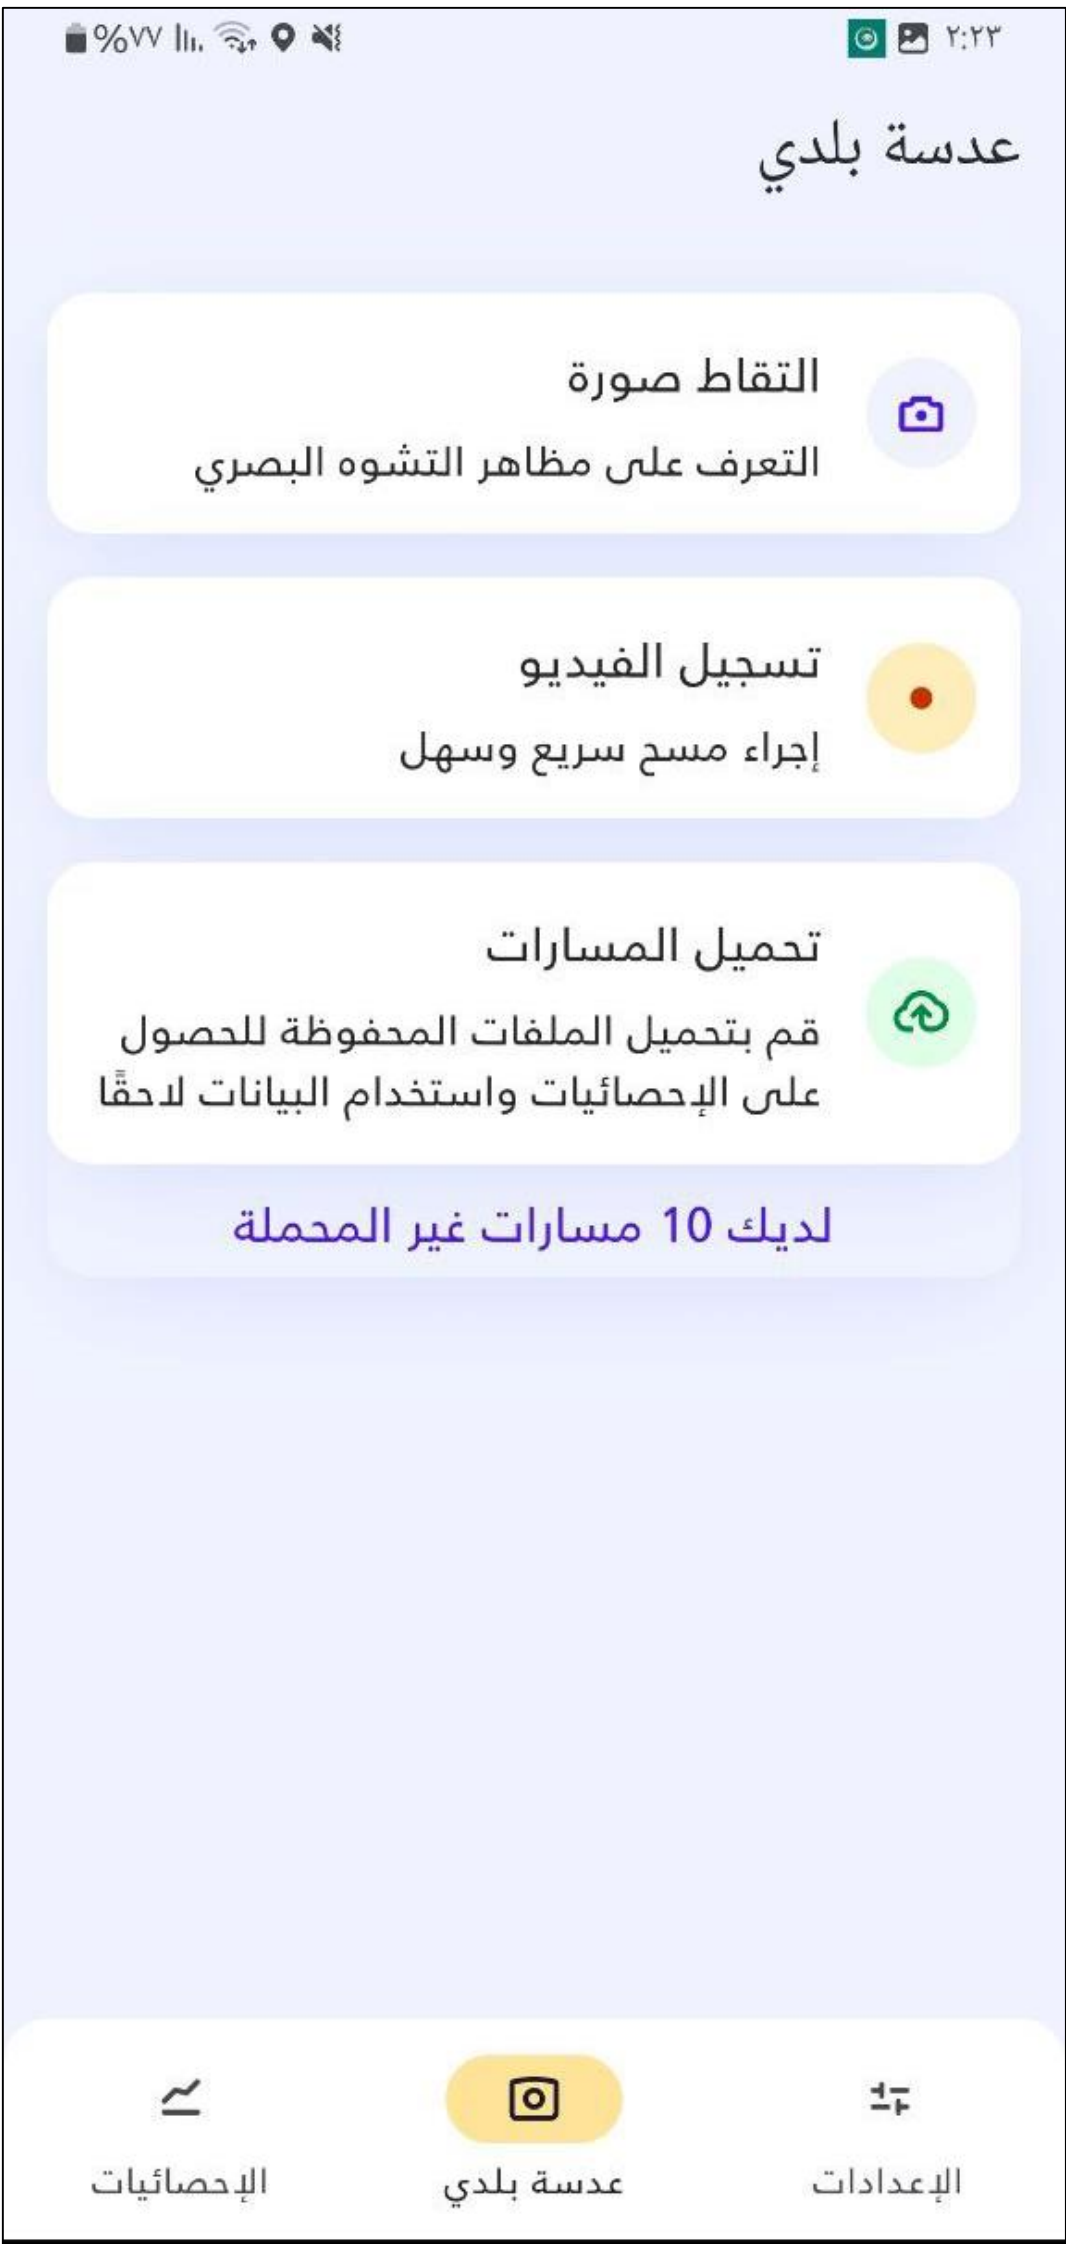 ٢:٢٣ %٧٧
عدسة بلدي
التقاط صورة
التعرف على مظاهر التشوه البصري
تسجيل الفيديو
إجراء مسح سريع وسهل
تحميل المسارات
قم بتحميل الملفات المحفوظة للحصول
على الإحصائيات واستخدام البيانات لاحقًا
لديك 10 مسارات غير المحملة
الإعدادات عدسة بلدي الإحصائيات